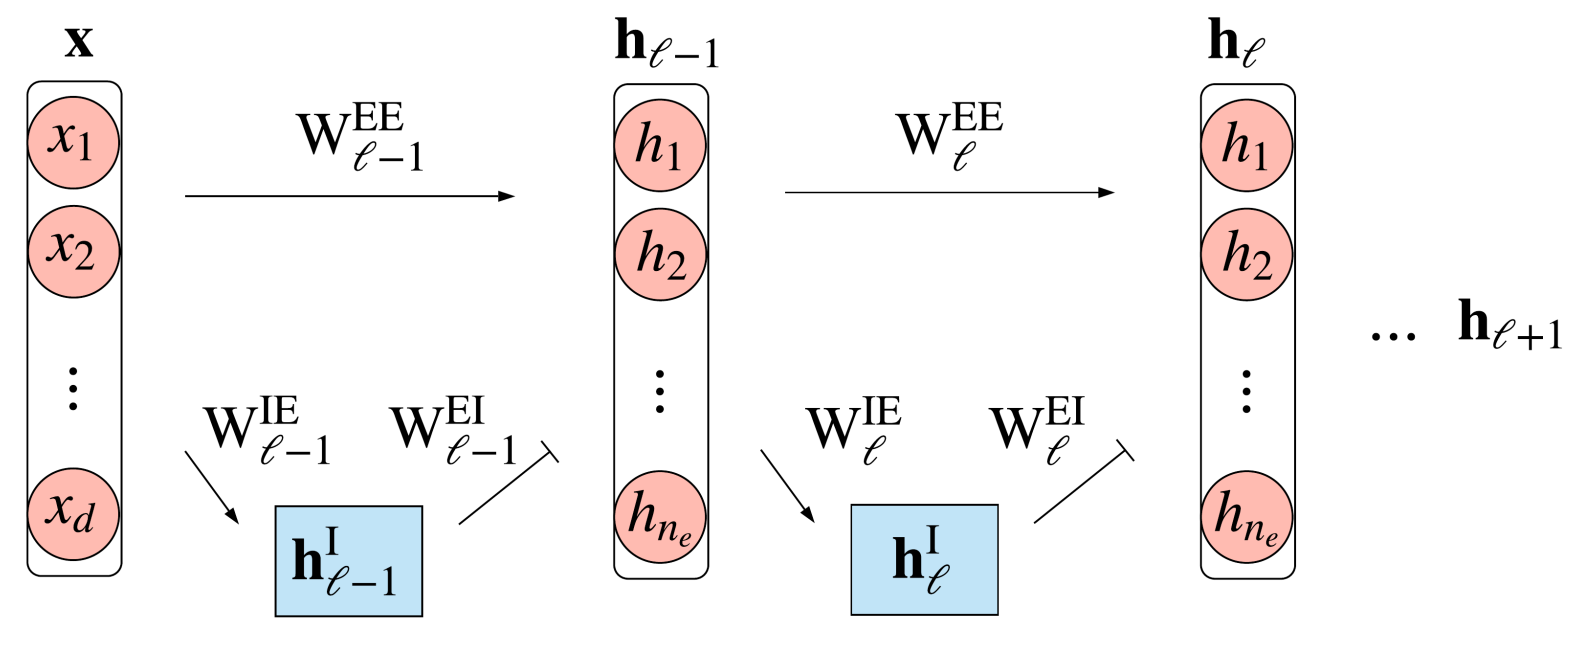 x
h_{ℓ−1}
h_ℓ
x_1
x_2
⋮
x_d
W^{EE}_{ℓ−1}
W^{IE}_{ℓ−1}
W^{EI}_{ℓ−1}
h^I_{ℓ−1}
h_1
h_2
⋮
h_{n_e}
W^{EE}_ℓ
W^{IE}_ℓ
W^{EI}_ℓ
h^I_ℓ
h_1
h_2
⋮
h_{n_e}
... h_{ℓ+1}